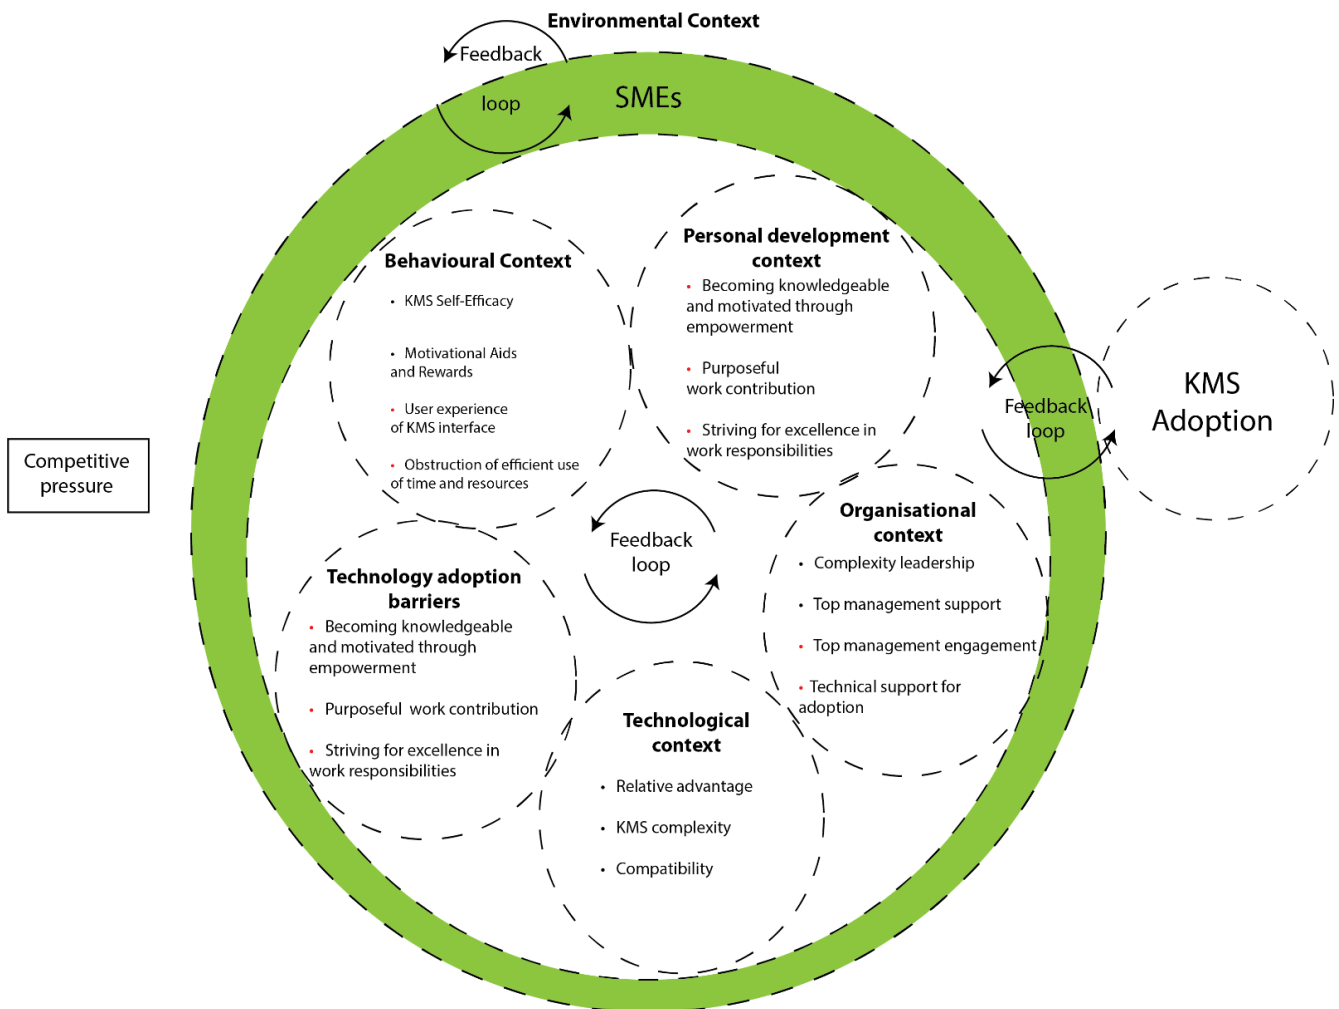 Environmental Context
Feedback
loop
SMEs
Behavioural Context
• KMS Self-Efficacy
• Motivational Aids
and Rewards
• User experience
of KMS interface
• Obstruction of efficient use
of time and resources
Personal development
context
• Becoming knowledgeable
and motivated through
empowerment
• Purposeful
work contribution
• Striving for excellence in
work responsibilities
Feedback
loop
KMS
Adoption
Competitive
pressure
Feedback
loop
Organisational
context
• Complexity leadership
• Top management support
• Top management engagement
• Technical support for
adoption
Technology adoption
barriers
• Becoming knowledgeable
and motivated through
empowerment
• Purposeful work contribution
• Striving for excellence in
work responsibilities
Technological
context
• Relative advantage
• KMS complexity
• Compatibility